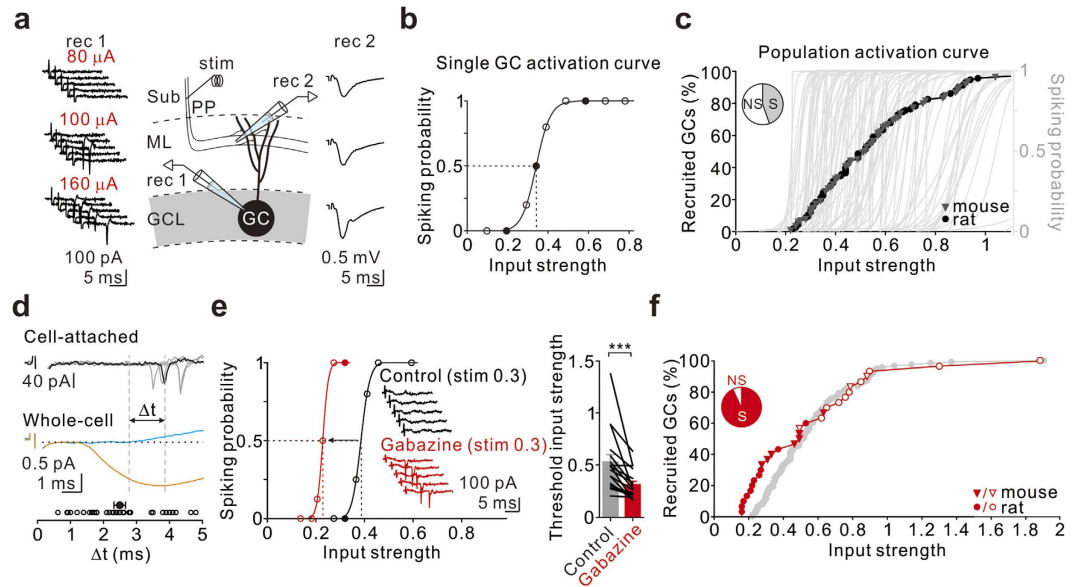 a
rec 1
80 µA
100 µA
160 µA
100 pA
5 ms
stim
rec 2
Sub
PP
ML
rec 1
GCL
GC
rec 2
0.5 mV
5 ms
b
Single GC activation curve
Spiking probability
1
0.5
0
0 0.2 0.4 0.6 0.8
Input strength
c
Population activation curve
Recruited GCs (%)
100
80
60
40
20
0
NS S
mouse
rat
0 0.2 0.4 0.6 0.8 1
Input strength
1
0.5
0
Spiking probability
d
Cell-attached
40 pA
Δt
Whole-cell
0.5 pA
1 ms
0 1 2 3 4 5
Δt (ms)
e
Spiking probability
1
0.5
0
Control (stim 0.3)
Gabazine (stim 0.3)
100 pA
5 ms
0 0.2 0.4 0.6 0.8 1
Input strength
Threshold input strength
1.5
1
0.5
0
***
Control
Gabazine
f
Recruited GCs (%)
100
80
60
40
20
0
NS
S
/ mouse
/ rat
0 0.2 0.4 0.6 0.8 1 1.2 1.4 1.6 1.8 2
Input strength